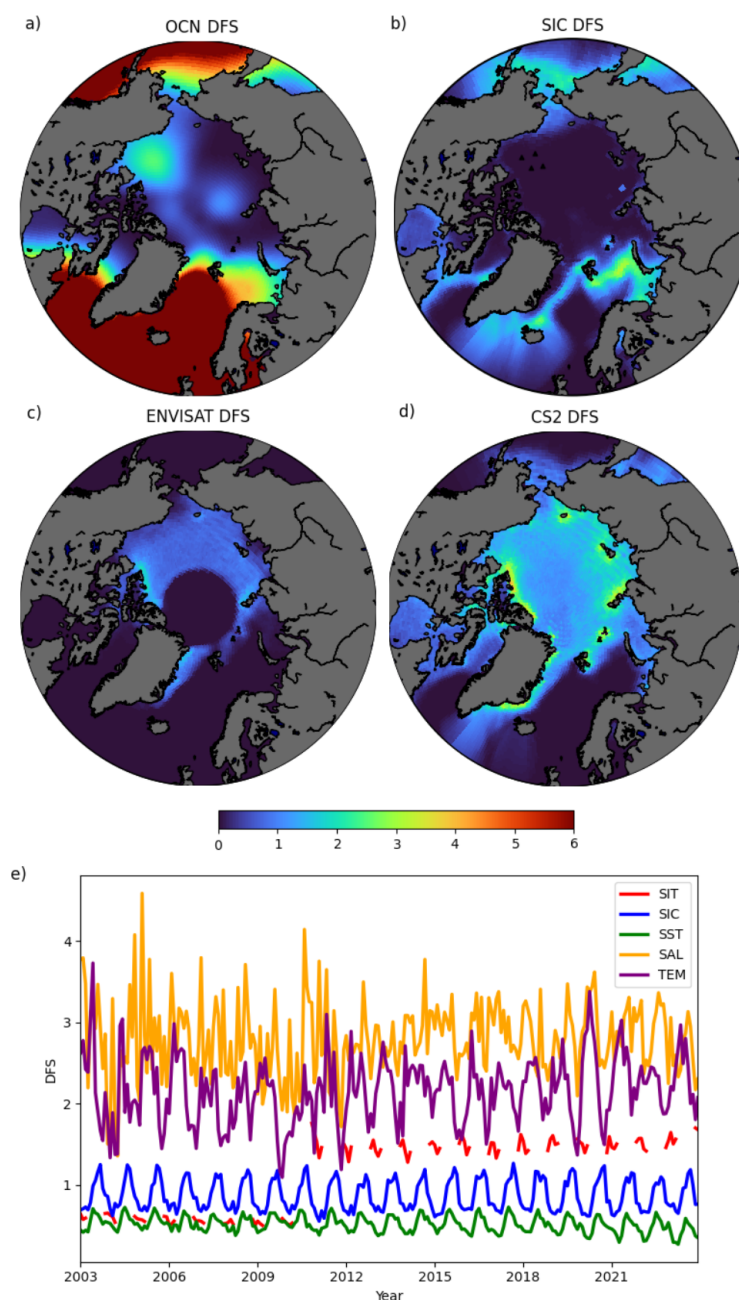 a) OCN DFS
b) SIC DFS
c) ENVISAT DFS
d) CS2 DFS
0 1 2 3 4 5 6
e)
SIT
SIC
SST
SAL
TEM
DFS
4
3
2
1
2003 2006 2009 2012 2015 2018 2021
Year